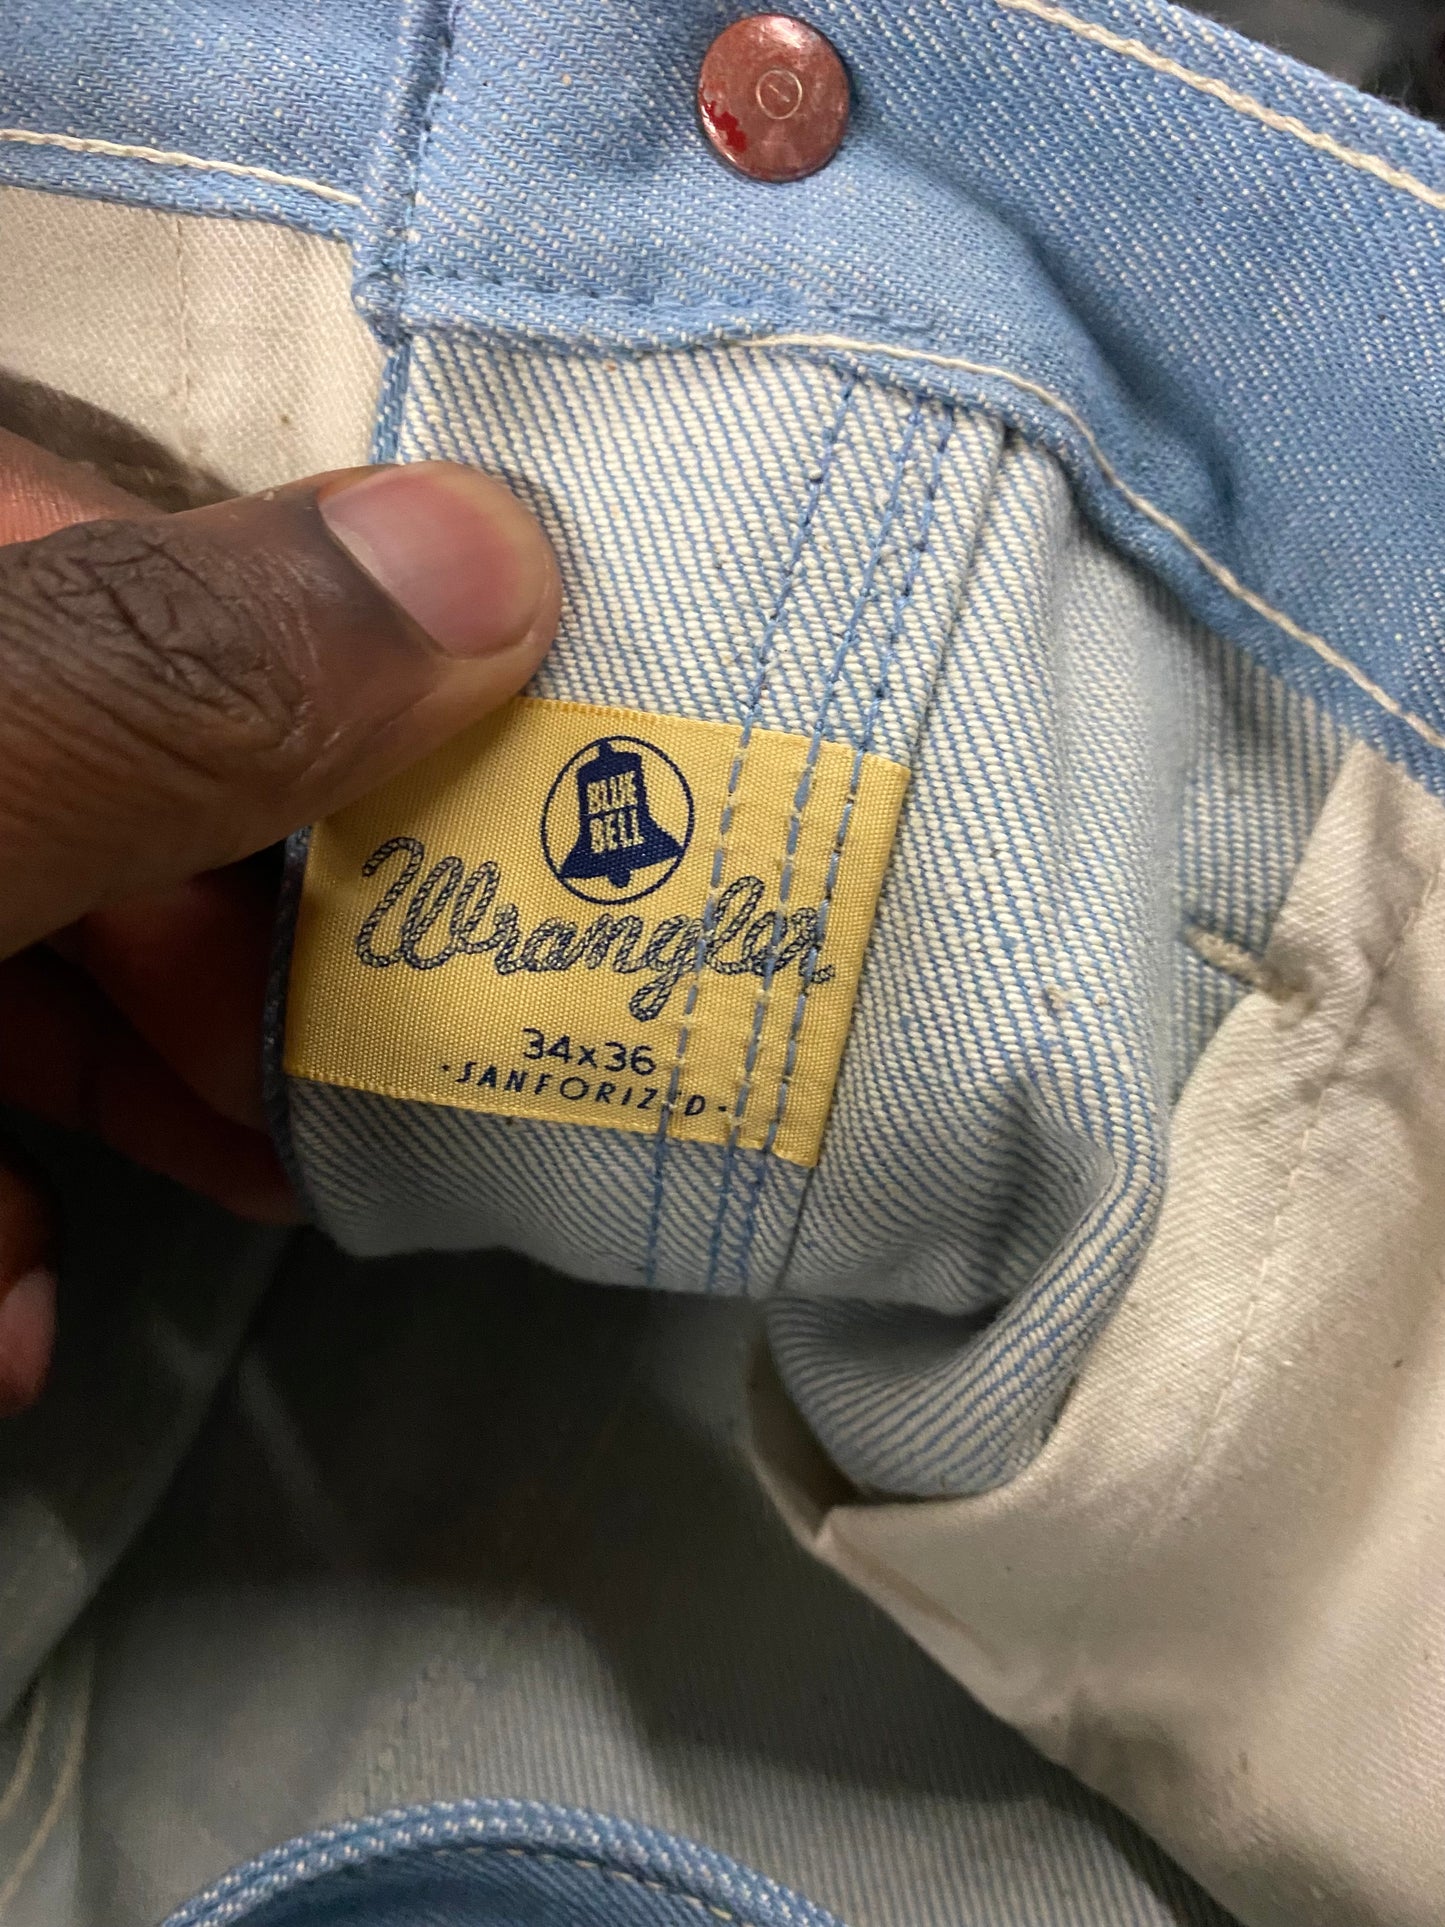 BLUE
BELL
Wrangler
34x36
·SANFORIZED·